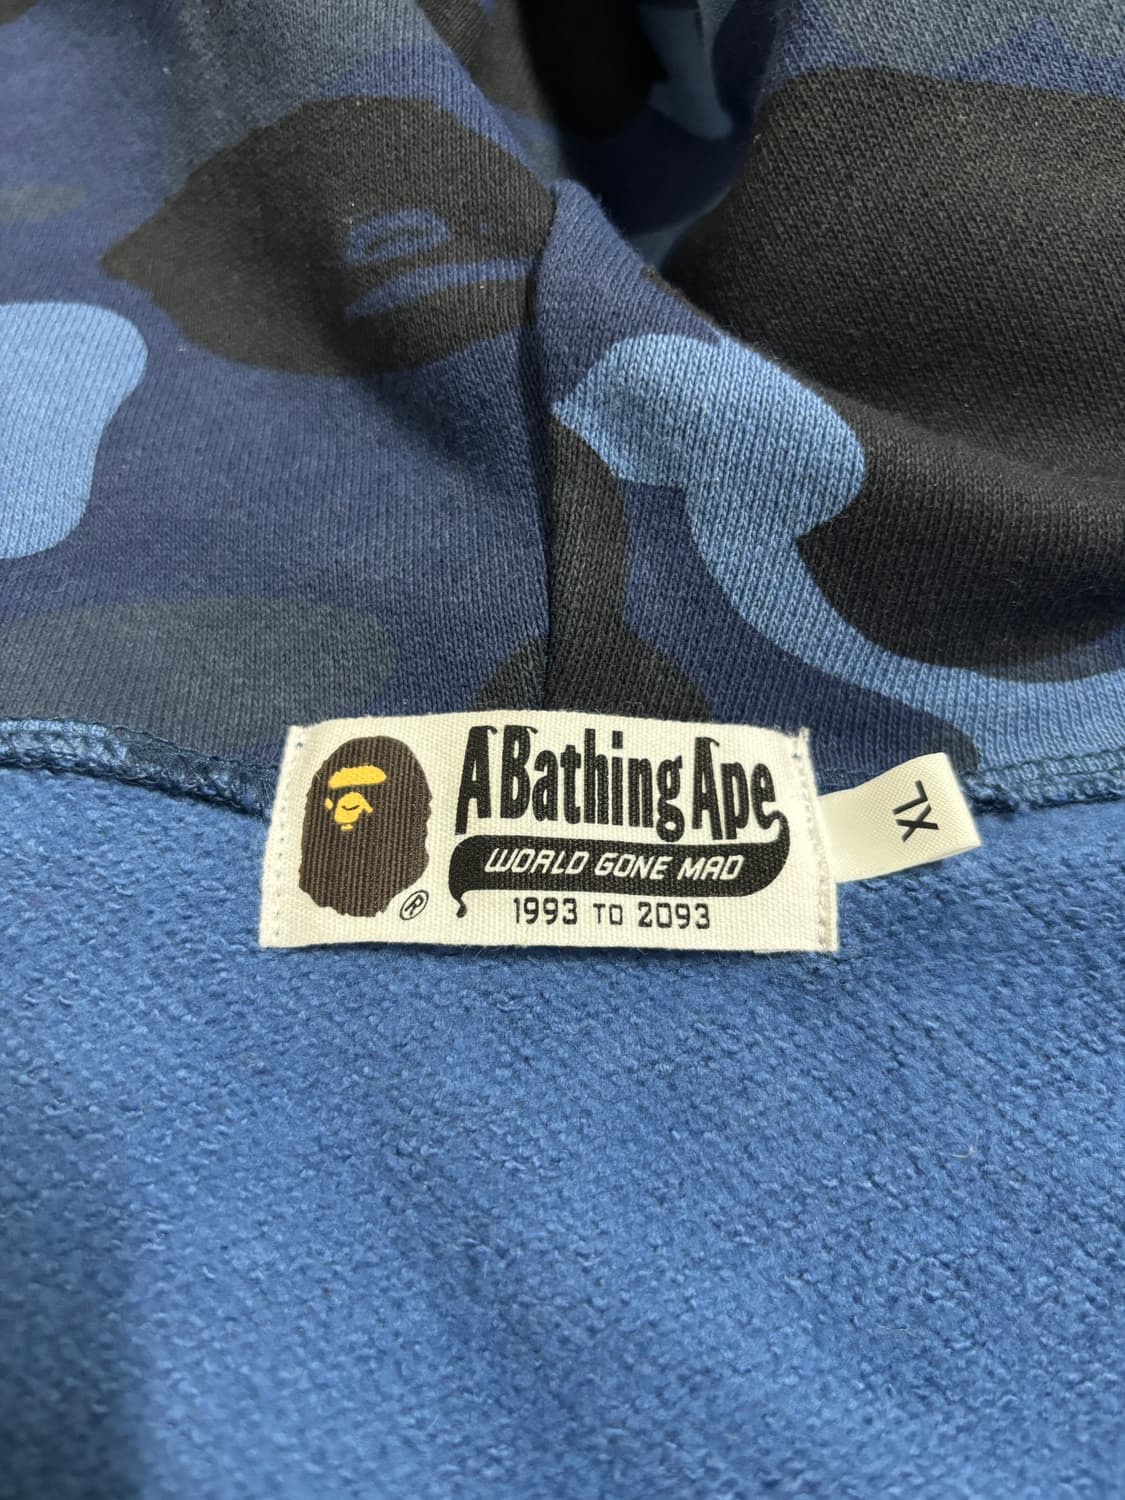 A Bathing Ape
WORLD GONE MAD
1993 TO 2093
®
XL